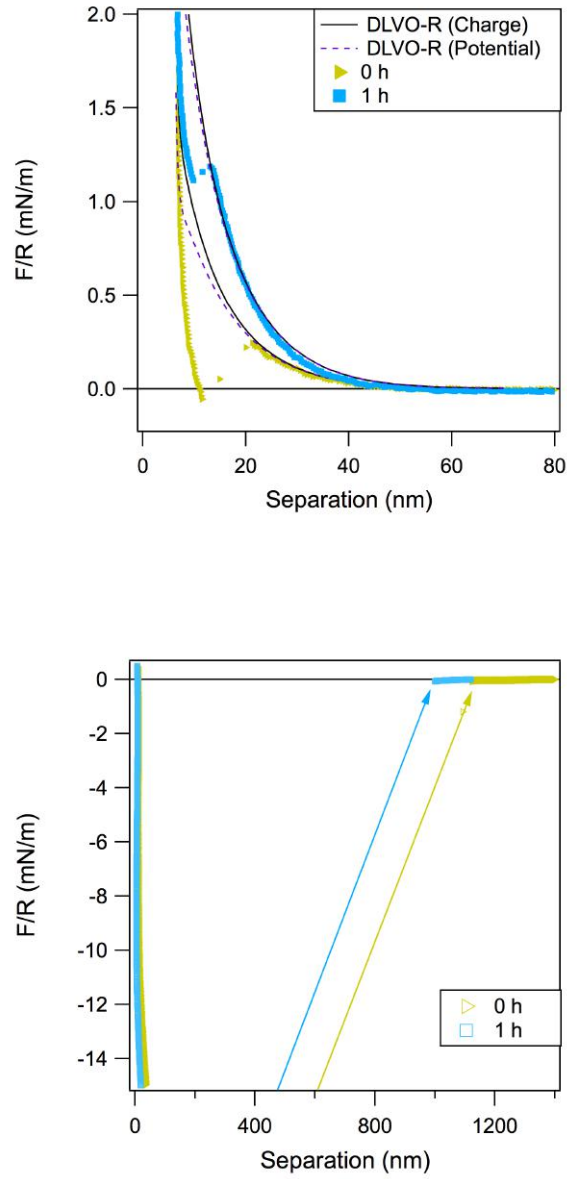 2.0
1.5
1.0
0.5
0.0
F/R (mN/m)
DLVO-R (Charge)
DLVO-R (Potential)
0 h
1 h
0
20
40
60
80
Separation (nm)
0
-2
-4
-6
-8
-10
-12
-14
F/R (mN/m)
0 h
1 h
0
400
800
1200
Separation (nm)